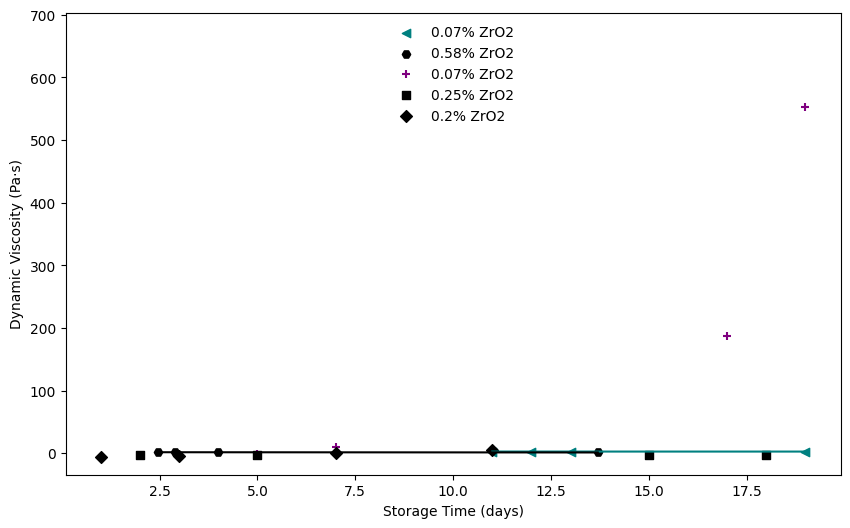 700
600
500
400
300
200
100
0
Dynamic Viscosity (Pa·s)
0.07% ZrO2
0.58% ZrO2
0.07% ZrO2
0.25% ZrO2
0.2% ZrO2
2.5
5.0
7.5
10.0
12.5
15.0
17.5
Storage Time (days)